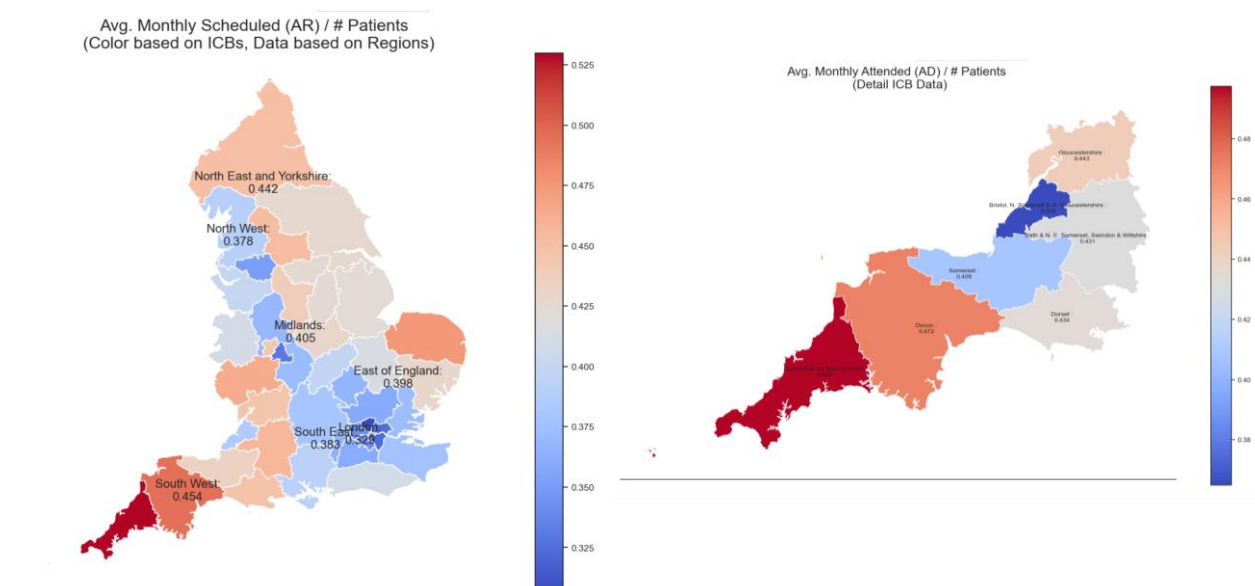 Avg. Monthly Scheduled (AR) / # Patients
(Color based on ICBs, Data based on Regions)
North East and Yorkshire:
0.442
North West:
0.378
Midlands:
0.405
East of England:
0.398
London:
0.329
South East:
0.383
South West:
0.454
0.525
0.500
0.475
0.450
0.425
0.400
0.375
0.350
0.325
Avg. Monthly Attended (AD) / # Patients
(Detail ICB Data)
Gloucestershire :
0.443
Bristol, N. Somerset & S. Gloucestershire :
Bath & N. E. Somerset, Swindon & Wiltshire
0.431
Somerset:
0.408
Dorset :
0.434
Devon :
0.472
0.48
0.46
0.44
0.42
0.40
0.38